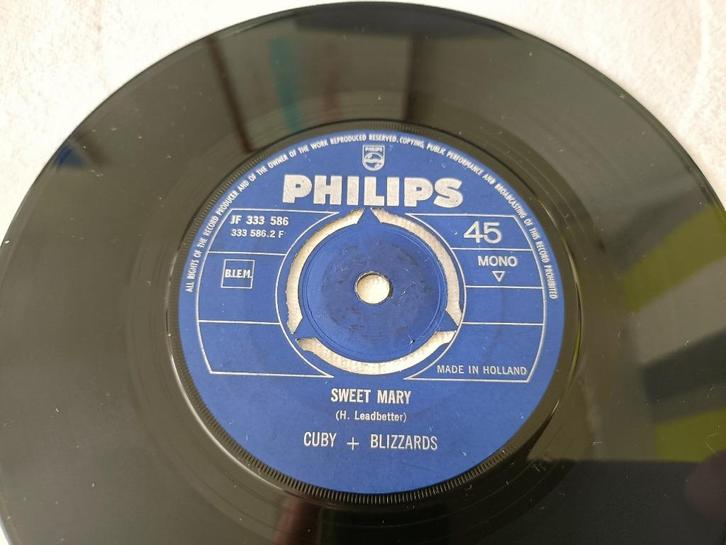 ALL RIGHTS OF THE RECORD PRODUCER AND OF THE OWNER OF THE WORK REPRODUCED RESERVED. COPYING, PUBLIC PERFORMANCE AND BROADCASTING OF THIS RECORD PROHIBITED
PHILIPS
PHILIPS
JF 333 586
333 586.2 F
45
MONO
B.I.E.M.
MADE IN HOLLAND
SWEET MARY
(H. Leadbetter)
CUBY + BLIZZARDS